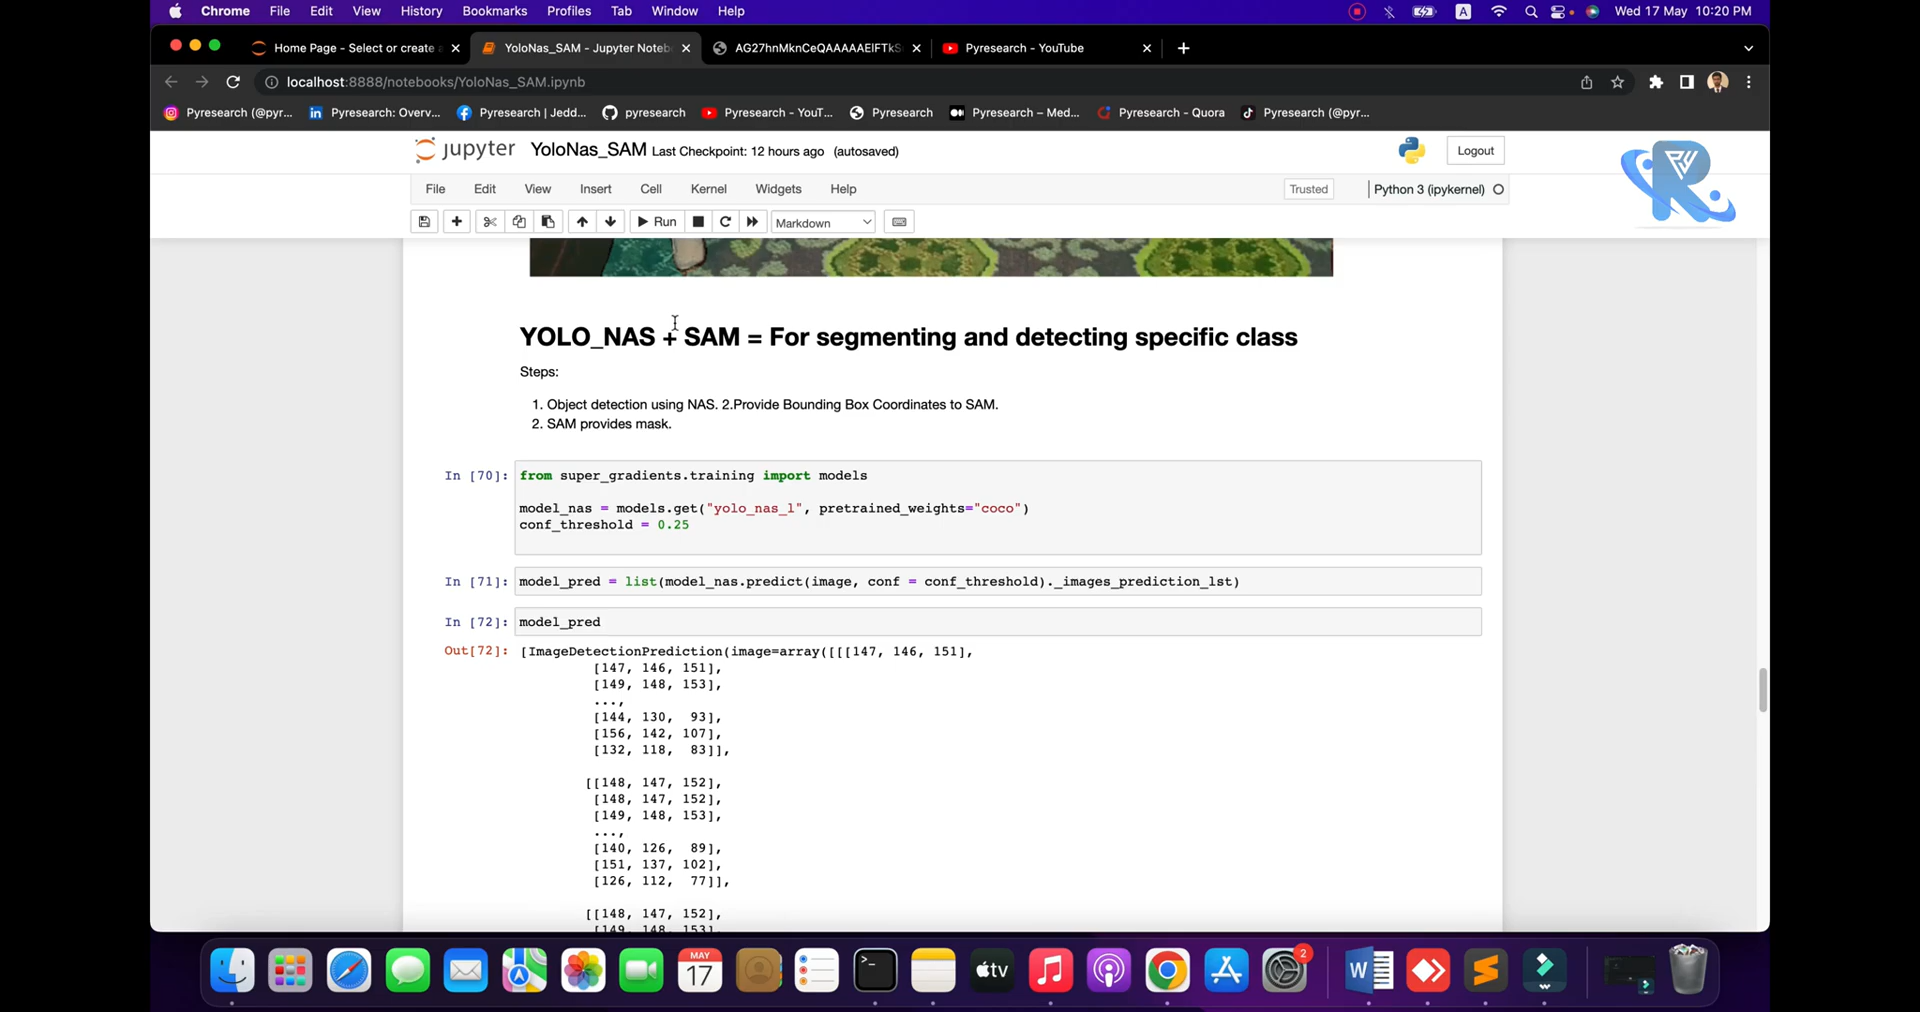 Chrome File Edit View History Bookmarks Profiles Tab Window Help A Wed 17 May 10:20 PM
Home Page - Select or create a YoloNas_SAM - Jupyter Noteb Pyresearch - YouTube
localhost:8888/notebooks/YoloNas_SAM.ipynb
Pyresearch (@pyr... Pyresearch: Overv... Pyresearch | Jedd... pyresearch Pyresearch - YouT... Pyresearch Pyresearch – Med... Pyresearch - Quora Pyresearch (@pyr...
jupyter YoloNas_SAM Last Checkpoint: 12 hours ago (autosaved) Logout
File Edit View Insert Cell Kernel Widgets Help Trusted Python 3 (ipykernel)
Run Markdown
YOLO_NAS + SAM = For segmenting and detecting specific class
Steps:
1. Object detection using NAS. 2.Provide Bounding Box Coordinates to SAM.
2. SAM provides mask.
In [70]: from super_gradients.training import models
model_nas = models.get("yolo_nas_l", pretrained_weights="coco")
conf_threshold = 0.25
In [71]: model_pred = list(model_nas.predict(image, conf = conf_threshold)._images_prediction_lst)
In [72]: model_pred
Out[72]: [ImageDetectionPrediction(image=array([[[147, 146, 151],
[147, 146, 151],
[149, 148, 153],
...,
[144, 130, 93],
[156, 142, 107],
[132, 118, 83]],
[[148, 147, 152],
[148, 147, 152],
[149, 148, 153],
...,
[140, 126, 89],
[151, 137, 102],
[126, 112, 77]],
[[148, 147, 152],
[149, 148, 153],
MAY
17
tv
2
W